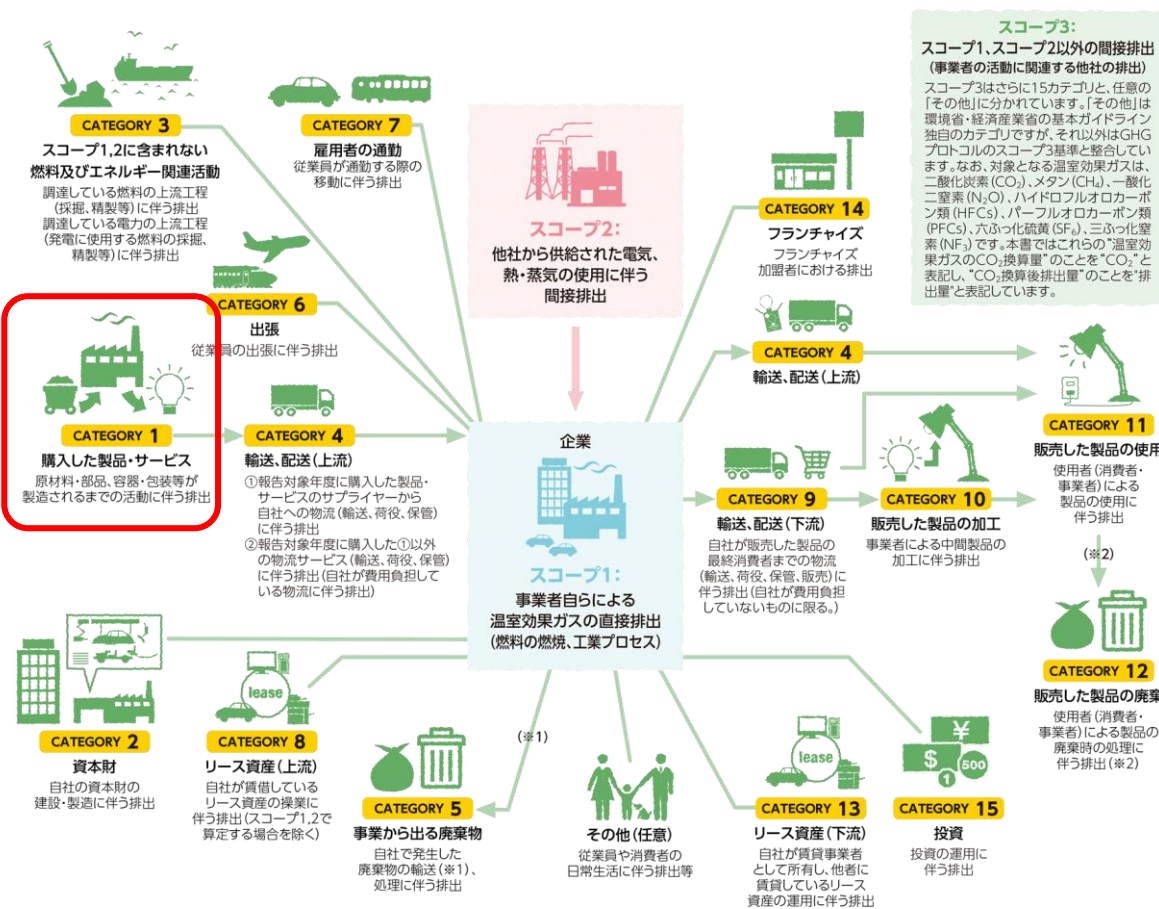 CATEGORY 3
スコープ1,2に含まれない
燃料及びエネルギー関連活動
調達している燃料の上流工程
(採掘、精製等)に伴う排出
調達している電力の上流工程
(発電に使用する燃料の採掘、
精製等)に伴う排出
CATEGORY 7
雇用者の通勤
従業員が通勤する際の
移動に伴う排出
スコープ2:
他社から供給された電気、
熱・蒸気の使用に伴う
間接排出
CATEGORY 14
フランチャイズ
フランチャイズ
加盟者における排出
スコープ3:
スコープ1、スコープ2以外の間接排出
(事業者の活動に関連する他社の排出)
スコープ3はさらに15カテゴリと、任意の
「その他」に分かれています。「その他」は
環境省・経済産業省の基本ガイドライン
独自のカテゴリですが、それ以外はGHG
プロトコルのスコープ3基準と整合してい
ます。なお、対象となる温室効果ガスは、
二酸化炭素(CO₂)、メタン(CH₄)、一酸化
二窒素(N₂O)、ハイドロフルオロカーボ
ン類(HFCs)、パーフルオロカーボン類
(PFCs)、六ふっ化硫黄(SF₆)、三ふっ化窒
素(NF₃)です。本書ではこれらの“温室効
果ガスのCO₂換算量”のことを“CO₂”と
表記し、“CO₂換算後排出量”のことを“排
出量”と表記しています。
CATEGORY 6
出張
従業員の出張に伴う排出
CATEGORY 1
購入した製品・サービス
原材料・部品、容器・包装等が
製造されるまでの活動に伴う排出
CATEGORY 4
輸送、配送(上流)
①報告対象年度に購入した製品・
サービスのサプライヤーから
自社への物流(輸送、荷役、保管)
に伴う排出
②報告対象年度に購入した①以外
の物流サービス(輸送、荷役、保管)
に伴う排出(自社が費用負担して
いる物流に伴う排出)
企業
スコープ1:
事業者自らによる
温室効果ガスの直接排出
(燃料の燃焼、工業プロセス)
CATEGORY 4
輸送、配送(上流)
CATEGORY 9
輸送、配送(下流)
自社が販売した製品の
最終消費者までの物流
(輸送、荷役、保管、販売)に
伴う排出(自社が費用負担
していないものに限る。)
CATEGORY 10
販売した製品の加工
事業者による中間製品の
加工に伴う排出
CATEGORY 11
販売した製品の使用
使用者(消費者・
事業者)による
製品の使用に
伴う排出
(※2)
CATEGORY 12
販売した製品の廃棄
使用者(消費者・
事業者)による製品の
廃棄時の処理に
伴う排出(※2)
CATEGORY 2
資本財
自社の資本財の
建設・製造に伴う排出
lease
CATEGORY 8
リース資産(上流)
自社が賃借している
リース資産の操業に
伴う排出(スコープ1,2で
算定する場合を除く)
(※1)
CATEGORY 5
事業から出る廃棄物
自社で発生した
廃棄物の輸送(※1)、
処理に伴う排出
その他(任意)
従業員や消費者の
日常生活に伴う排出等
lease
CATEGORY 13
リース資産(下流)
自社が賃貸事業者
として所有し、他者に
賃貸しているリース
資産の運用に伴う排出
¥
$
1
500
CATEGORY 15
投資
投資の運用に
伴う排出